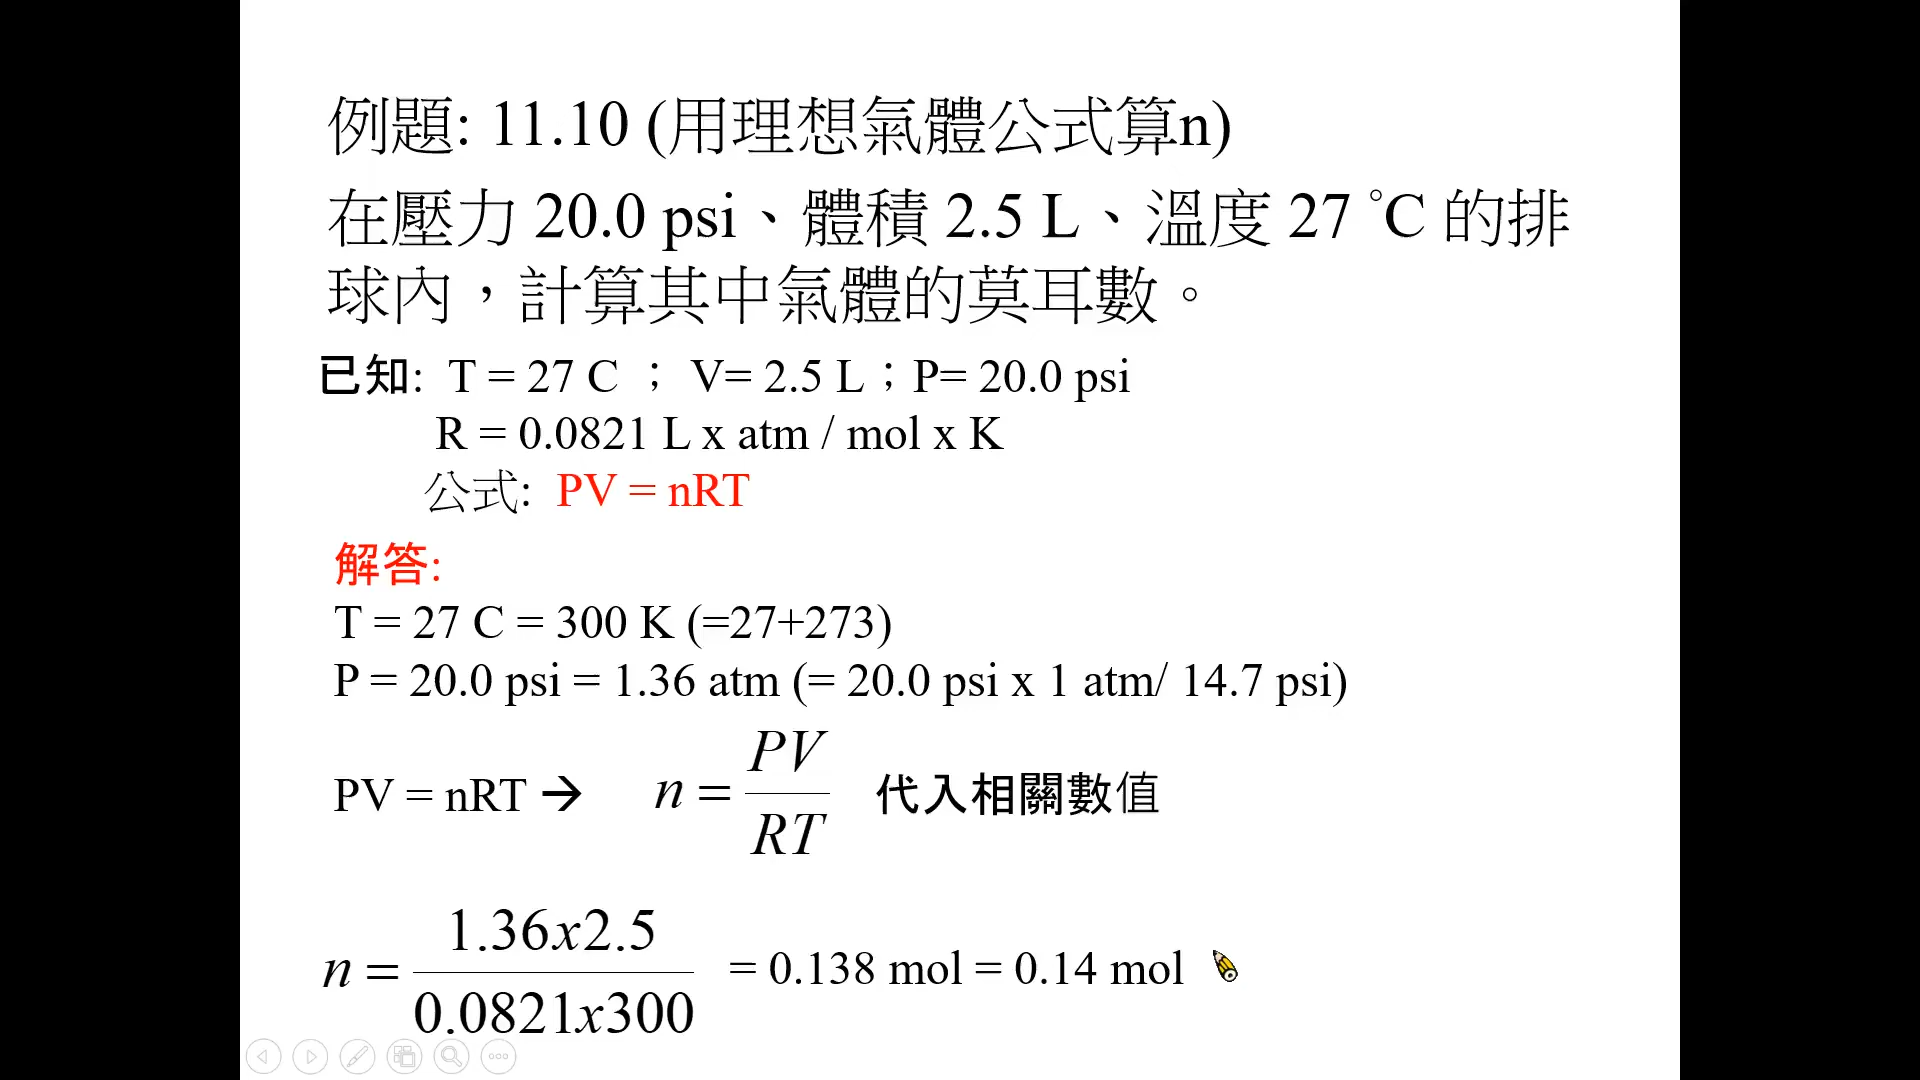 例題: 11.10 (用理想氣體公式算n)
在壓力 20.0 psi、體積 2.5 L、溫度 27 °C 的排
球內，計算其中氣體的莫耳數。
已知: T = 27 C ； V= 2.5 L；P= 20.0 psi
R = 0.0821 L x atm / mol x K
公式: PV = nRT
解答:
T = 27 C = 300 K (=27+273)
P = 20.0 psi = 1.36 atm (= 20.0 psi x 1 atm/ 14.7 psi)
PV = nRT → n = PV / RT 代入相關數值
n = 1.36x2.5 / 0.0821x300 = 0.138 mol = 0.14 mol